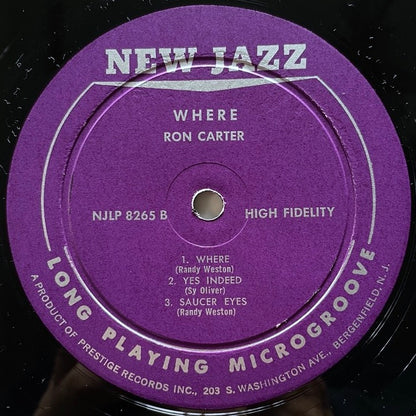 NEW JAZZ
WHERE
RON CARTER
NJLP 8265 B HIGH FIDELITY
1. WHERE
(Randy Weston)
2. YES INDEED
(Sy Oliver)
3. SAUCER EYES
(Randy Weston)
LONG PLAYING MICROGROOVE
A PRODUCT OF PRESTIGE RECORDS INC., 203 S. WASHINGTON AVE., BERGENFIELD, N. J.